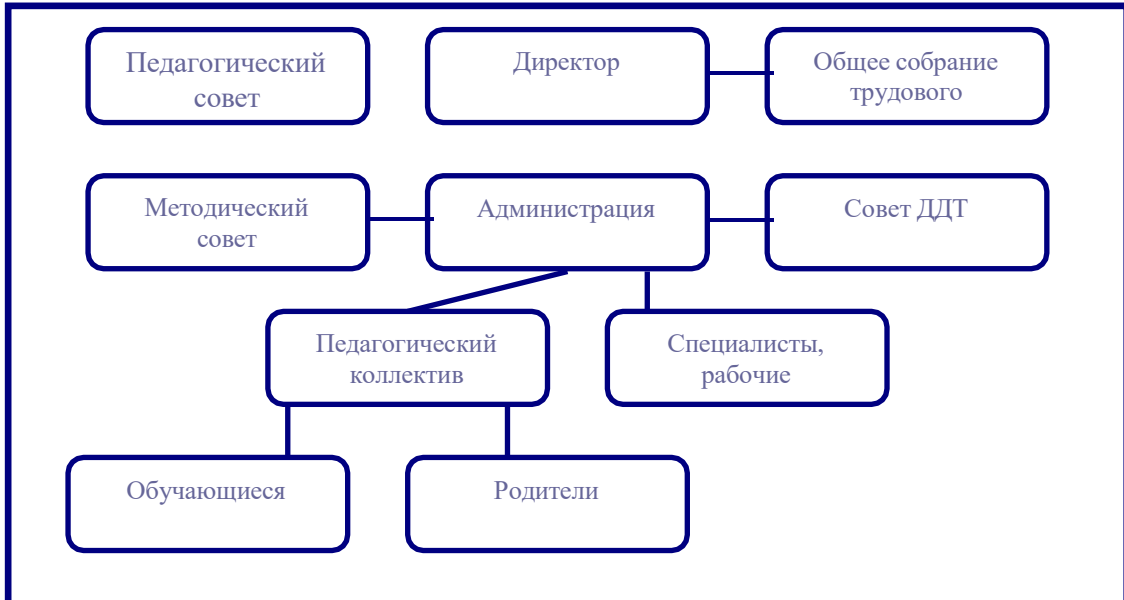 Педагогический
совет
Директор
Общее собрание
трудового
Методический
совет
Администрация
Совет ДДТ
Педагогический
коллектив
Специалисты,
рабочие
Обучающиеся
Родители